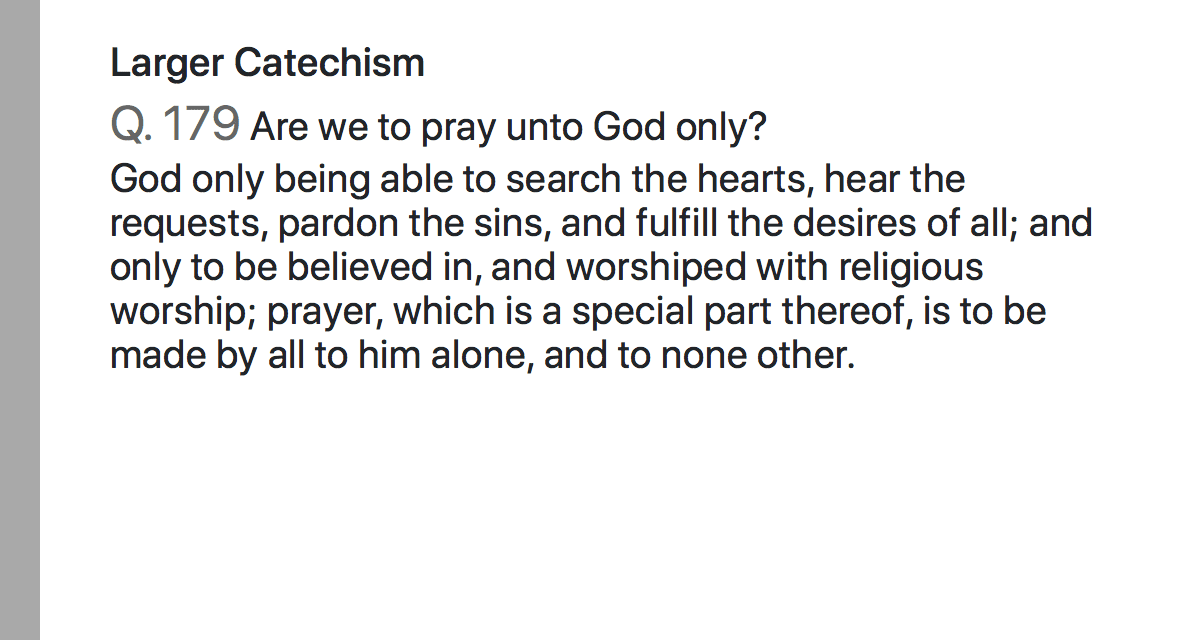 Larger Catechism
Q. 179 Are we to pray unto God only?
God only being able to search the hearts, hear the
requests, pardon the sins, and fulfill the desires of all; and
only to be believed in, and worshiped with religious
worship; prayer, which is a special part thereof, is to be
made by all to him alone, and to none other.